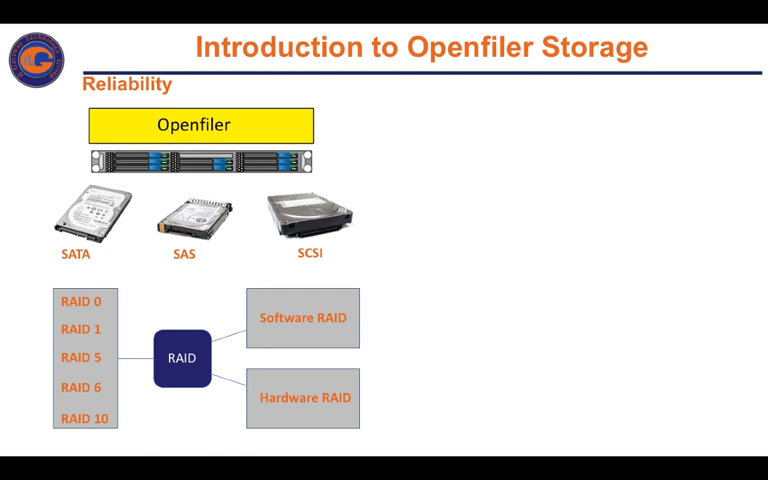 Introduction to Openfiler Storage
Reliability
Openfiler
SATA
SAS
SCSI
RAID 0
RAID 1
RAID 5
RAID 6
RAID 10
RAID
Software RAID
Hardware RAID